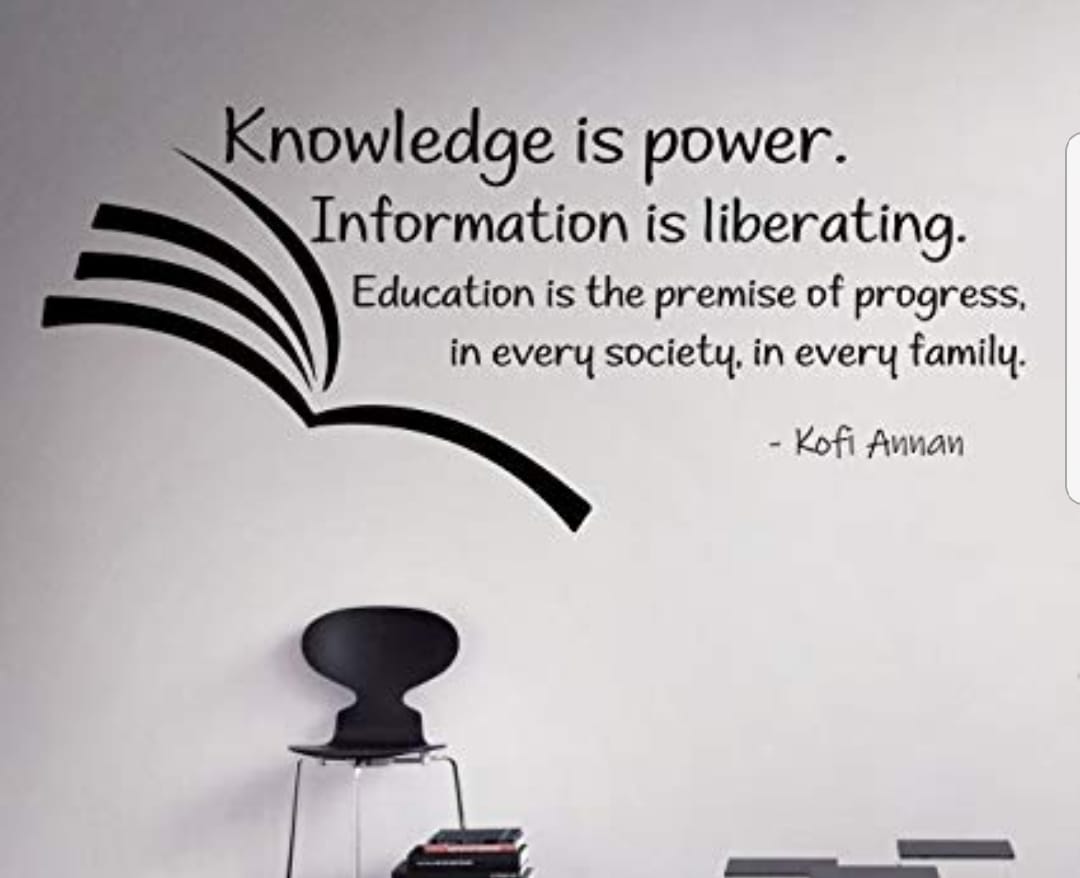 Knowledge is power.
Information is liberating.
Education is the premise of progress,
in every society, in every family.
- Kofi Annan